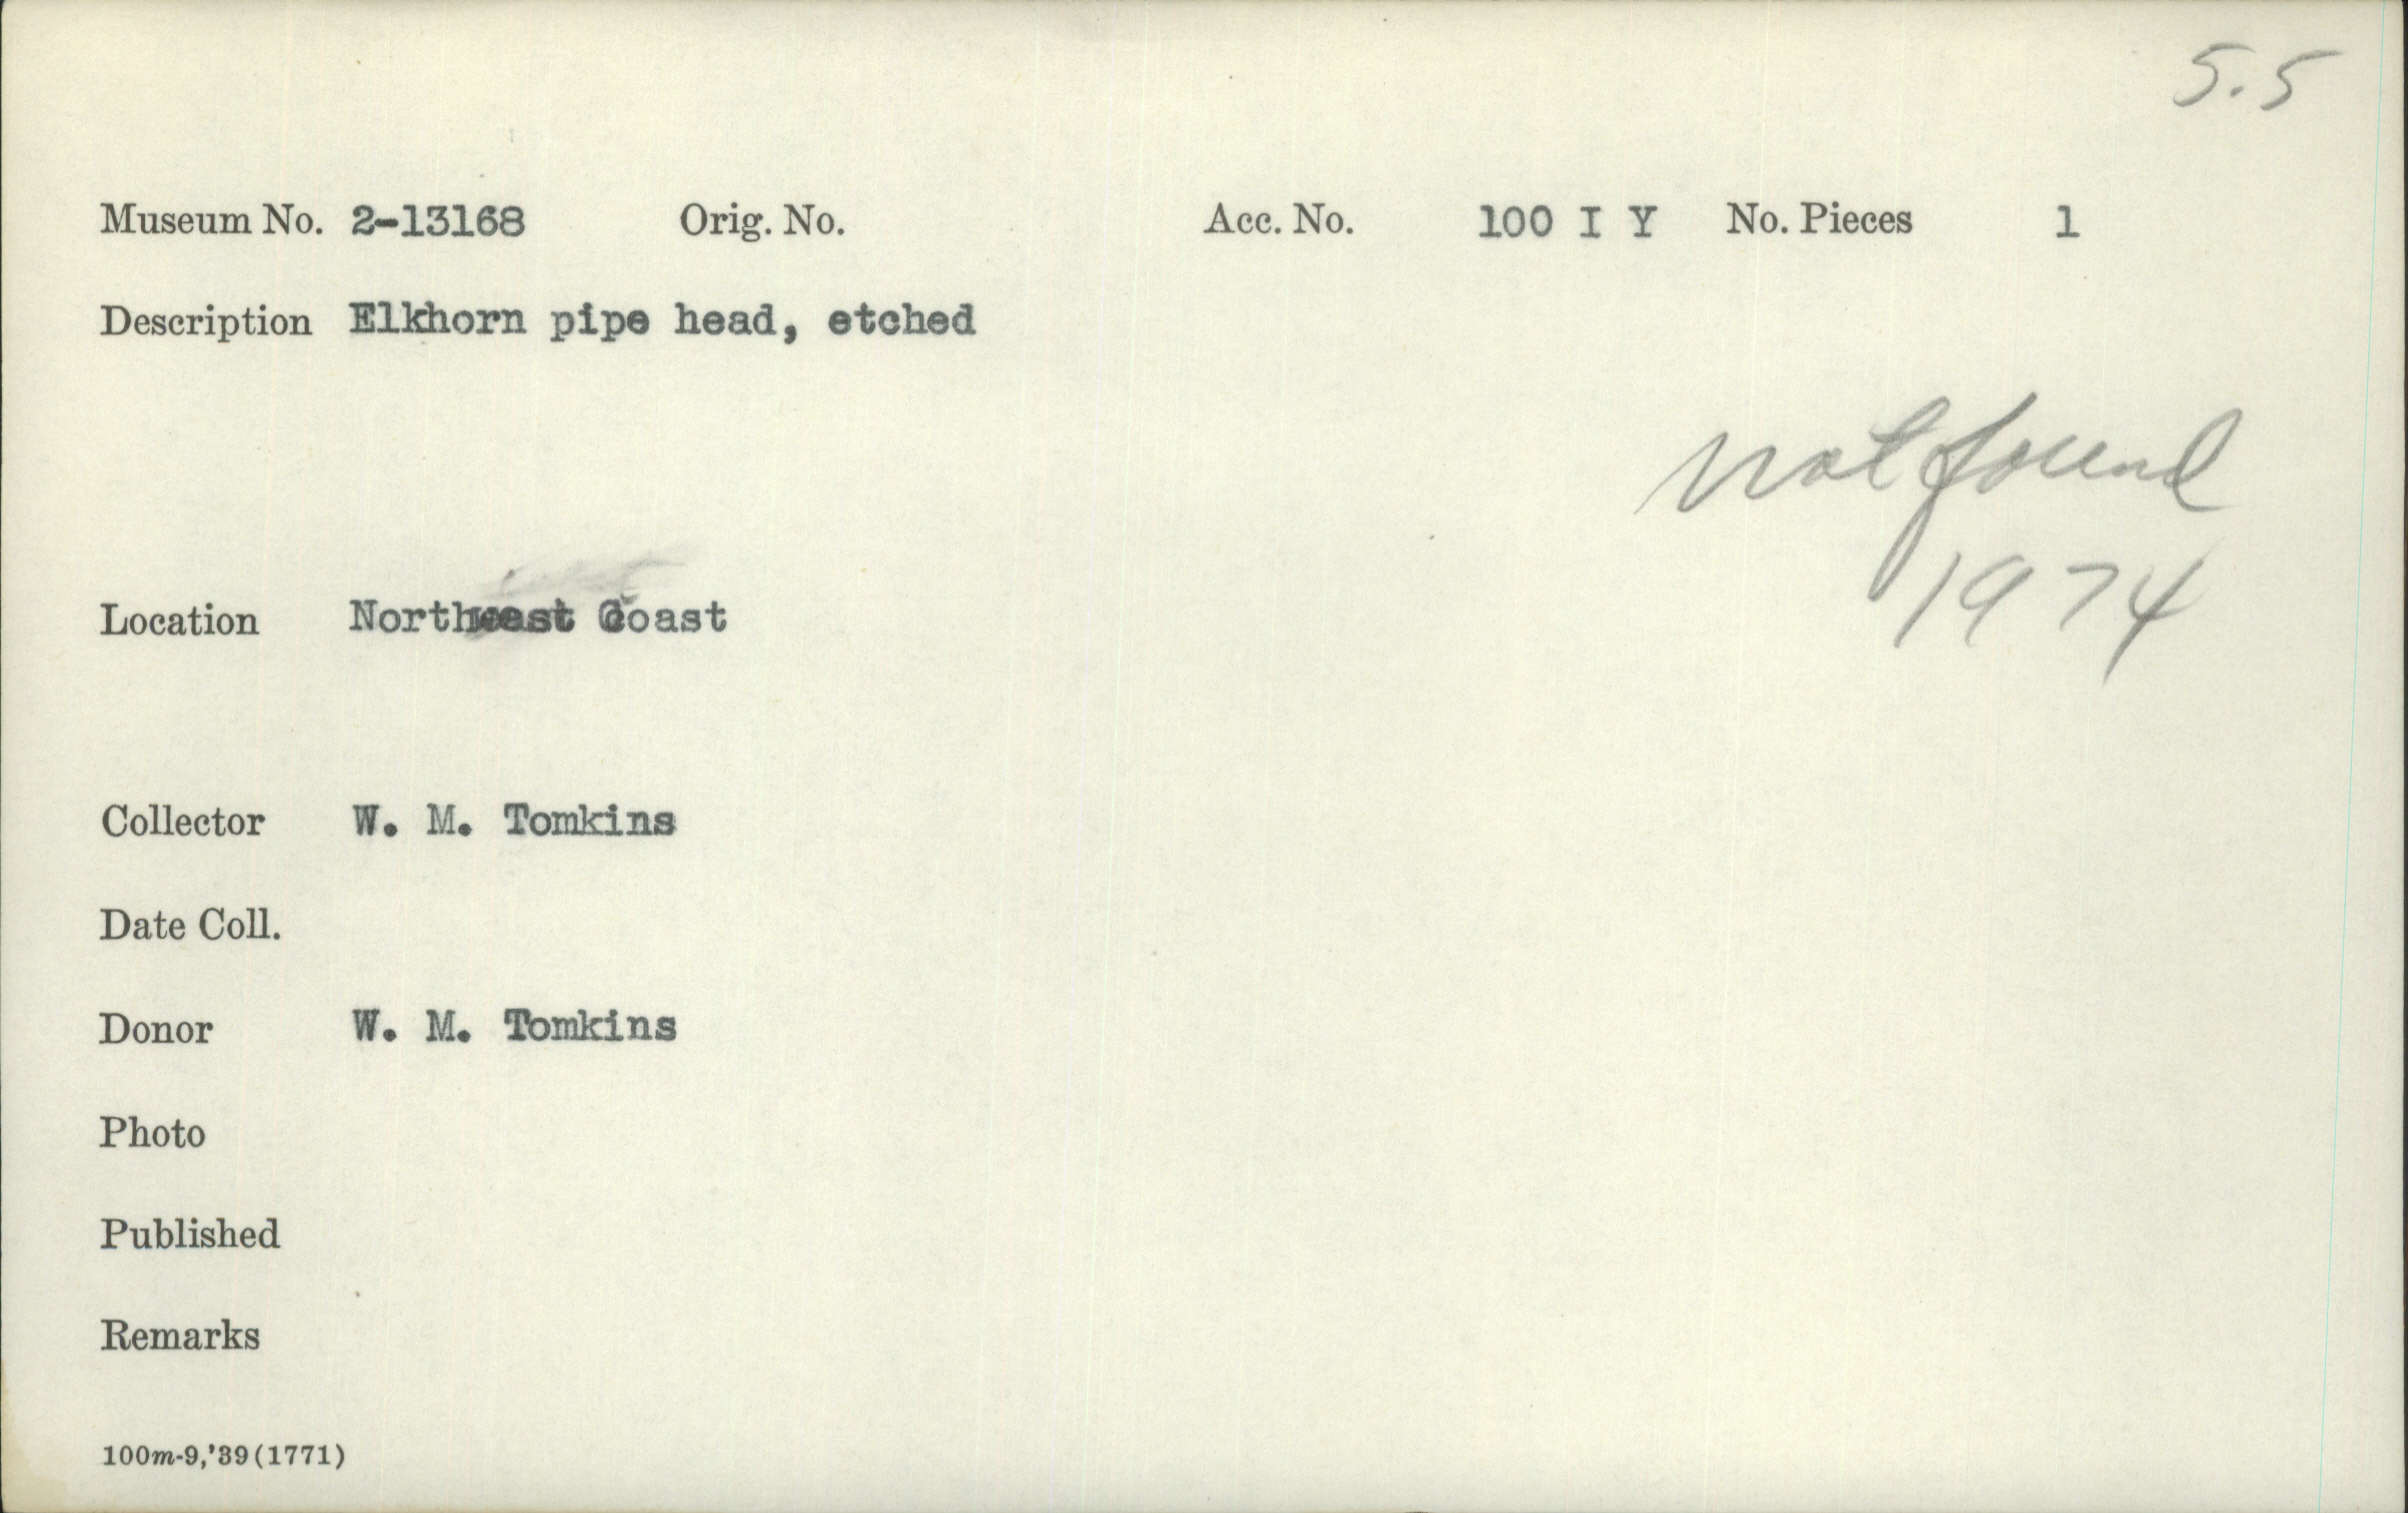 5.5
Museum No. 2-13168 Orig. No. Acc. No. 100 I Y No. Pieces 1
Description Elkhorn pipe head, etched
not found
1974
Location Northwest Coast
Collector W. M. Tomkins
Date Coll.
Donor W. M. Tomkins
Photo
Published
Remarks
100m-9,'39(1771)